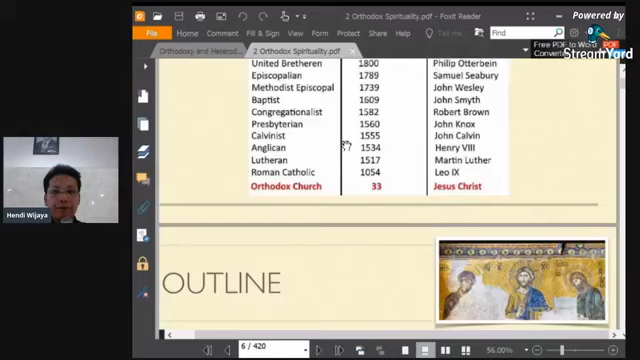 2 Orthodox Spirituality.pdf - Foxit Reader
Powered by
StreamYard
File Home Comment Fill & Sign View Form Protect Share Help Tell me Find
Free PDF to Word
Orthodoxy and Heterod...
2 Orthodox Spirituality.pdf
United Bretheren 1800 Philip Otterbein
Episcopalian 1789 Samuel Seabury
Methodist Episcopal 1739 John Wesley
Baptist 1609 John Smyth
Congregationalist 1582 Robert Brown
Presbyterian 1560 John Knox
Calvinist 1555 John Calvin
Anglican 1534 Henry VIII
Lutheran 1517 Martin Luther
Roman Catholic 1054 Leo IX
Orthodox Church 33 Jesus Christ
Hendi Wijaya
OUTLINE
6 / 420
56.00%